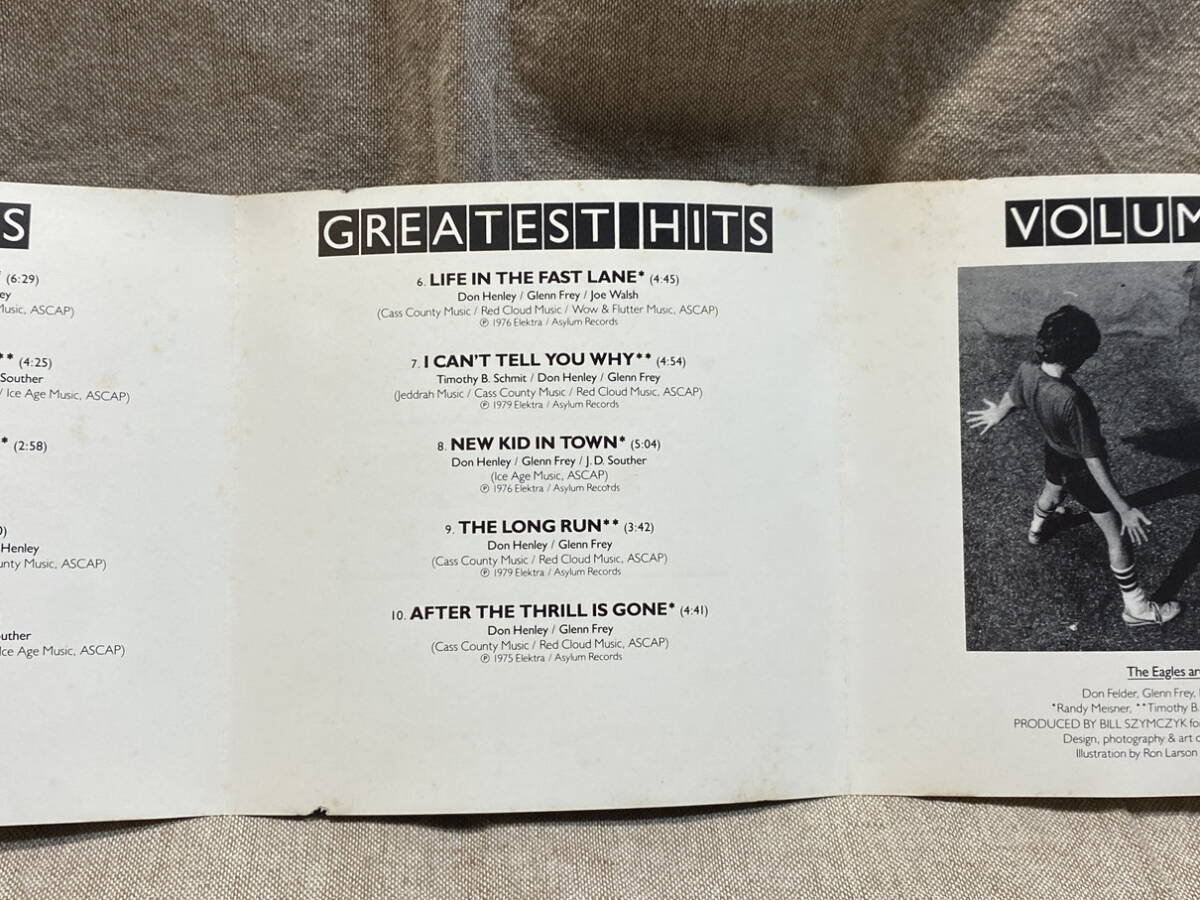 S
(6:29)
ey
Music, ASCAP)
** (4:25)
Souther
/ Ice Age Music, ASCAP)
* (2:58)
0)
Henley
unty Music, ASCAP)
outher
Ice Age Music, ASCAP)
GREATEST HITS
6. LIFE IN THE FAST LANE* (4:45)
Don Henley / Glenn Frey / Joe Walsh
(Cass County Music / Red Cloud Music / Wow & Flutter Music, ASCAP)
℗ 1976 Elektra / Asylum Records
7. I CAN'T TELL YOU WHY** (4:54)
Timothy B. Schmit / Don Henley / Glenn Frey
(Jeddrah Music / Cass County Music / Red Cloud Music, ASCAP)
℗ 1979 Elektra / Asylum Records
8. NEW KID IN TOWN* (5:04)
Don Henley / Glenn Frey / J. D. Souther
(Ice Age Music, ASCAP)
℗ 1976 Elektra / Asylum Records
9. THE LONG RUN** (3:42)
Don Henley / Glenn Frey
(Cass County Music / Red Cloud Music, ASCAP)
℗ 1979 Elektra / Asylum Records
10. AFTER THE THRILL IS GONE* (4:41)
Don Henley / Glenn Frey
(Cass County Music / Red Cloud Music, ASCAP)
℗ 1975 Elektra / Asylum Records
VOLUM
The Eagles ar
Don Felder, Glenn Frey,
*Randy Meisner, **Timothy B.
PRODUCED BY BILL SZYMCZYK for
Design, photography & art
Illustration by Ron Larson